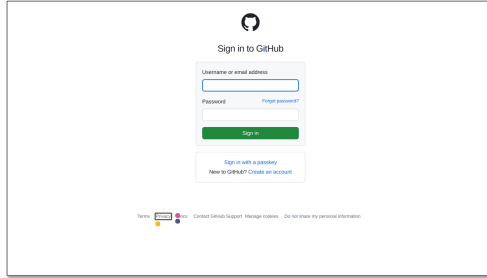 Sign in to GitHub
Username or email address
Password Forgot password?
Sign in
Sign in with a passkey
New to GitHub? Create an account
Terms Privacy Contact GitHub Support Manage cookies Do not share my personal information